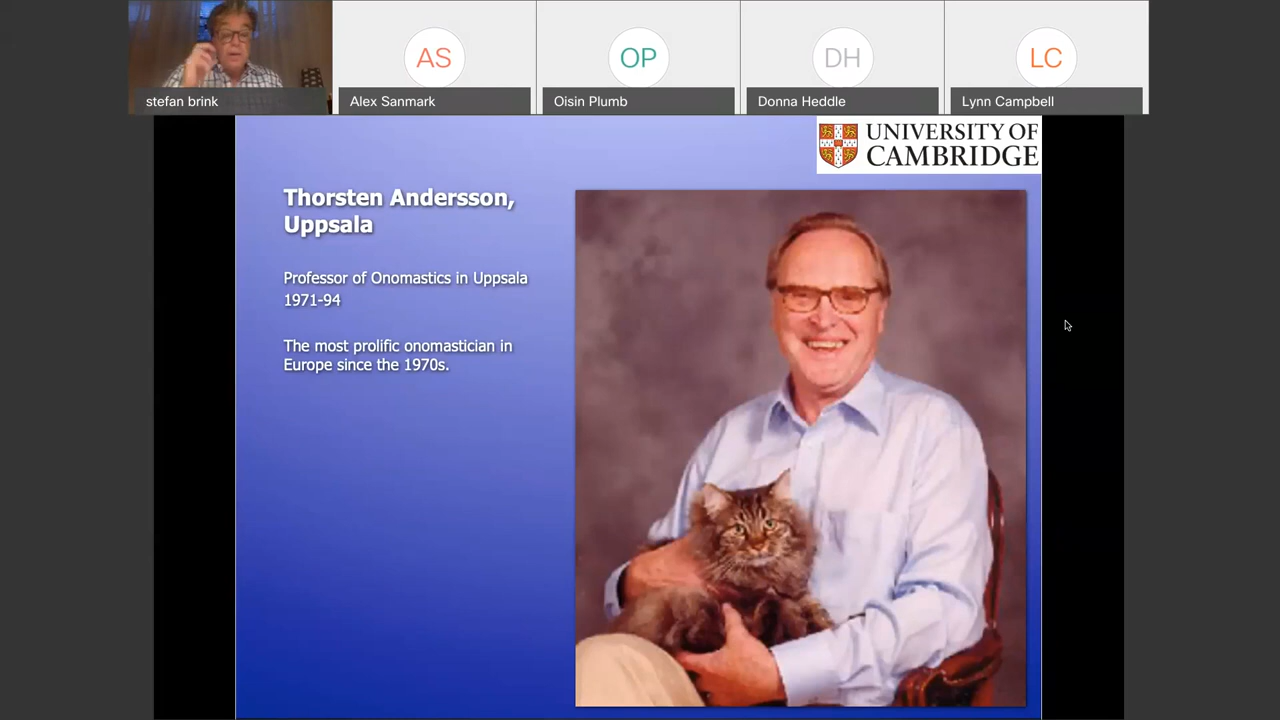 AS
OP
DH
LC
stefan brink
Alex Sanmark
Oisin Plumb
Donna Heddle
Lynn Campbell
UNIVERSITY OF
CAMBRIDGE
Thorsten Andersson,
Uppsala
Professor of Onomastics in Uppsala
1971-94
The most prolific onomastician in
Europe since the 1970s.